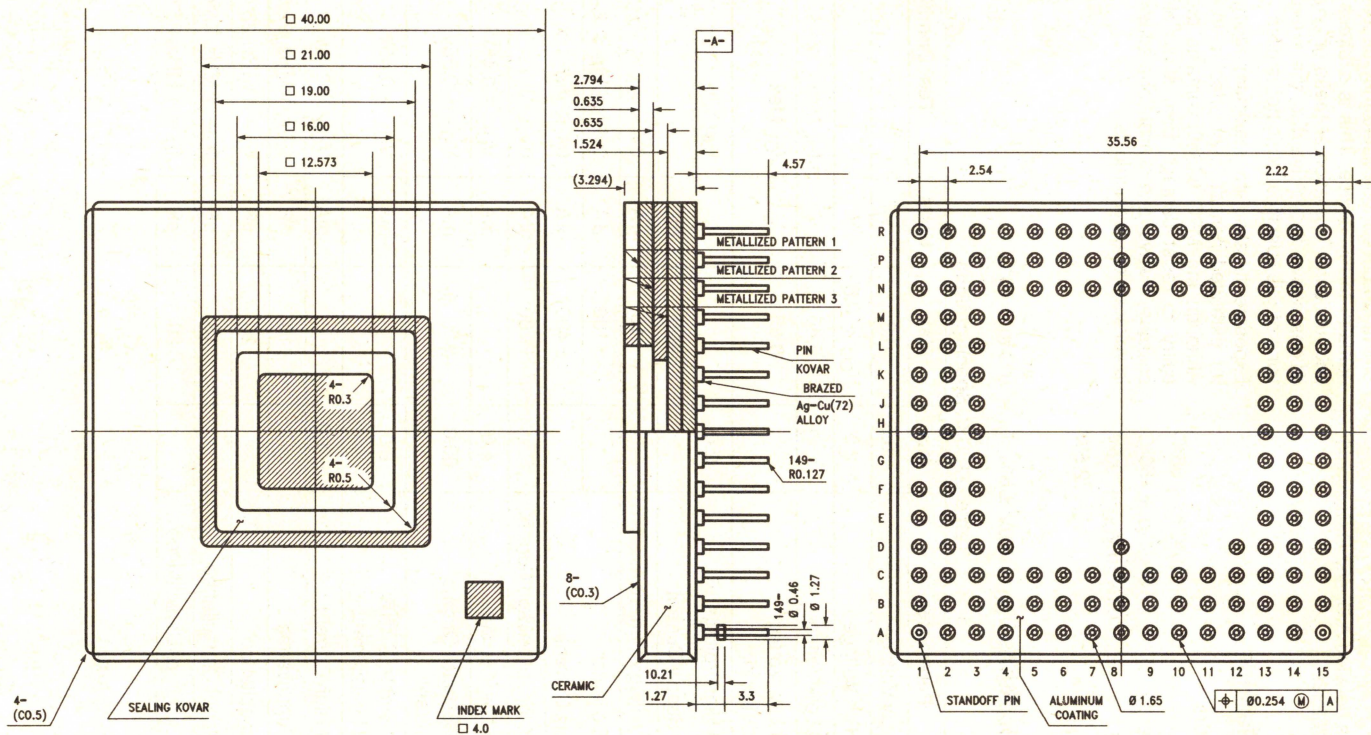 □ 40.00
□ 21.00
□ 19.00
□ 16.00
□ 12.573
4-
R0.3
4-
R0.5
4-
(C0.5)
SEALING KOVAR
INDEX MARK
□ 4.0
-A-
2.794
0.635
0.635
1.524
(3.294)
4.57
METALLIZED PATTERN 1
METALLIZED PATTERN 2
METALLIZED PATTERN 3
PIN
KOVAR
BRAZED
Ag-Cu(72)
ALLOY
149-
R0.127
8-
(C0.3)
149-
Ø 0.46
Ø 1.27
CERAMIC
10.21
1.27
3.3
35.56
2.54
2.22
R
P
N
M
L
K
J
H
G
F
E
D
C
B
A
1 2 3 4 5 6 7 8 9 10 11 12 13 14 15
STANDOFF PIN
ALUMINUM
COATING
Ø 1.65
⌖ Ø0.254 Ⓜ A